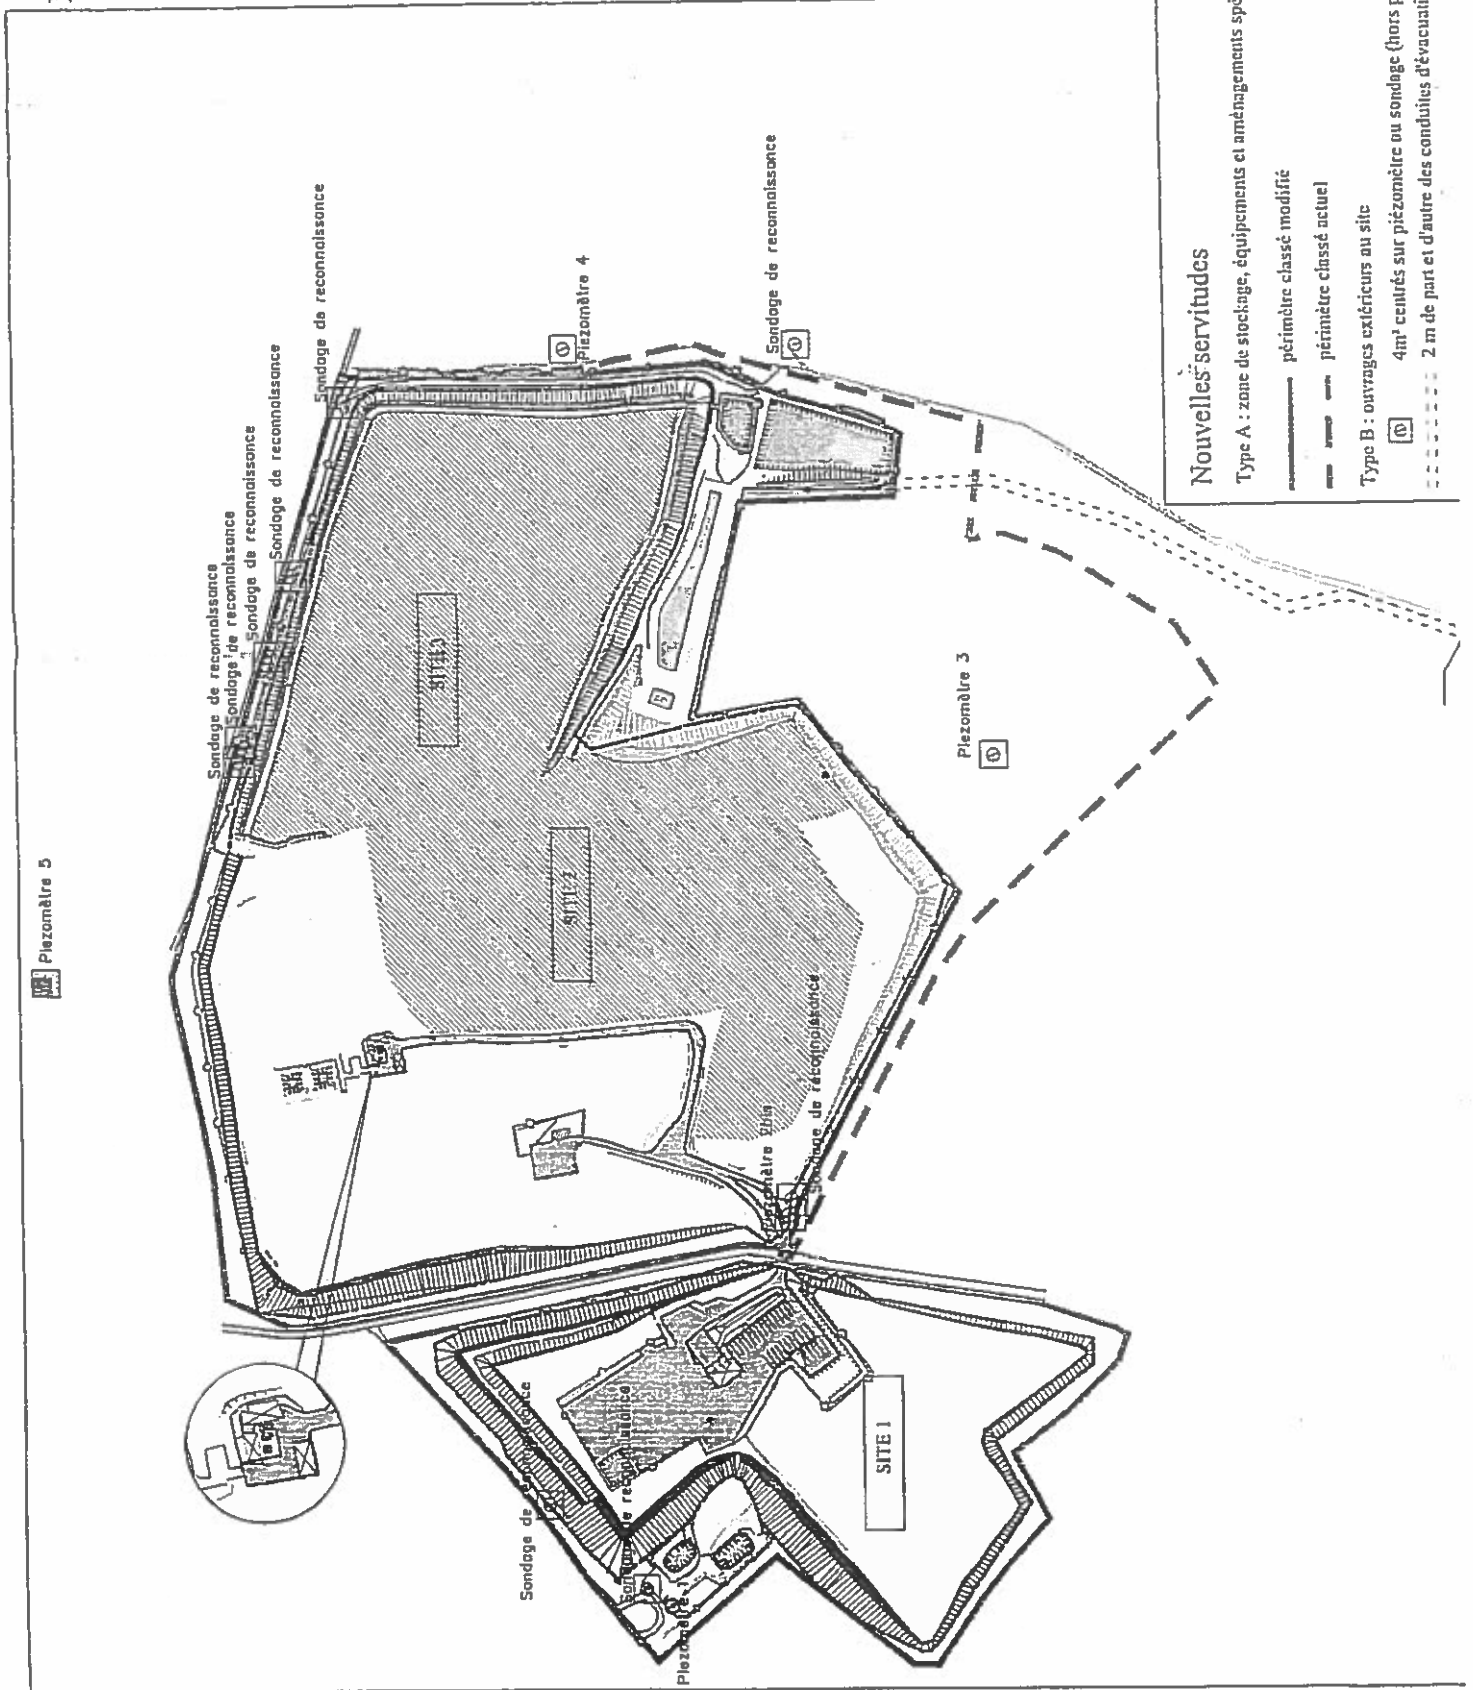 Piezomètre 5
Sondage de reconnaissance
Sondage de reconnaissance
Sondage de reconnaissance
Sondage de reconnaissance
Sondage de reconnaissance
Piezomètre 4
Sondage de reconnaissance
SITE 3
SITE 2
Piezomètre 3
Sondage de reconnaissance
Sondage de
Piezomètre 1
SITE 1
Nouvelles servitudes
Type A : zone de stockage, équipements et aménagements spé
périmètre classé modifié
périmètre classé actuel
Type B : ouvrages extérieurs au site
4m² centrés sur piézomètre ou sondage (hors p
2 m de part et d'autre des conduites d'évacuati